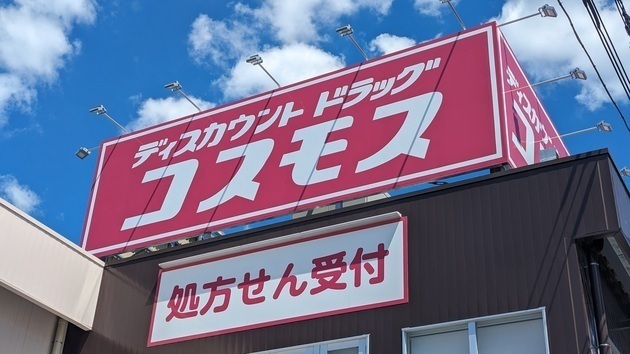 ディスカウント ドラッグ
コスモス
処方せん受付